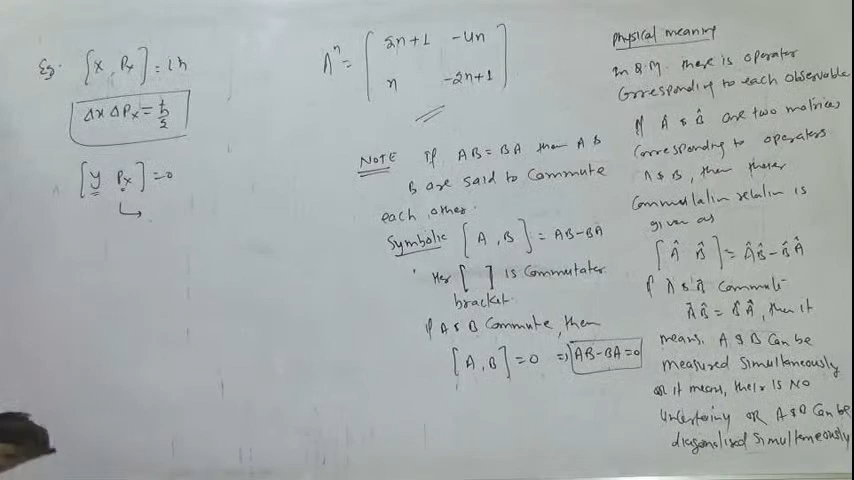 Eg: [x, Px] = iħ
Δx ΔPx = ħ/2
[y Px] = 0
A^n = [ 2n+1 -4n
n -2n+1 ]
NOTE If AB = BA then A &
B are said to Commute
each other.
Symbolic [A, B] = AB-BA
Her [ ] is Commutater
bracket.
If A & B Commute, then
[A, B] = 0 => AB-BA=0
Physical meaning
In Q.M. there is operator
Corresponding to each observable
If Â & B̂ are two matrices
Corresponding to operators
A & B, then their
Commutation relation is
given as
[Â B̂] = ÂB̂-B̂Â
If Â & B̂ Commute
ÂB̂ = B̂Â, then it
means, A & B Can be
measured simultaneously
or it means, there is NO
Uncertainty or A & B Can be
diagonalised Simultaneously